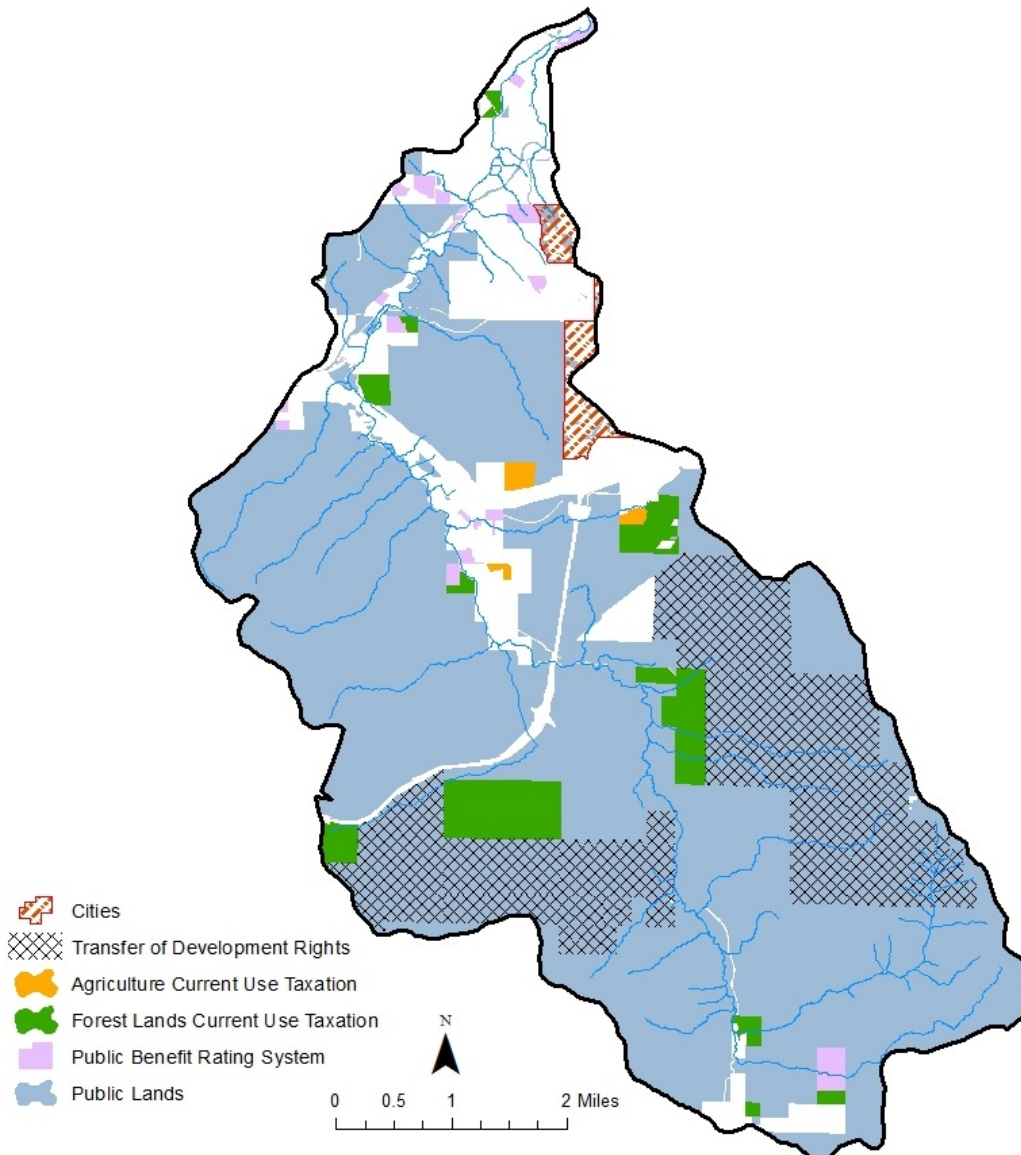 Cities
Transfer of Development Rights
Agriculture Current Use Taxation
Forest Lands Current Use Taxation
Public Benefit Rating System
Public Lands
N
0 0.5 1 2 Miles